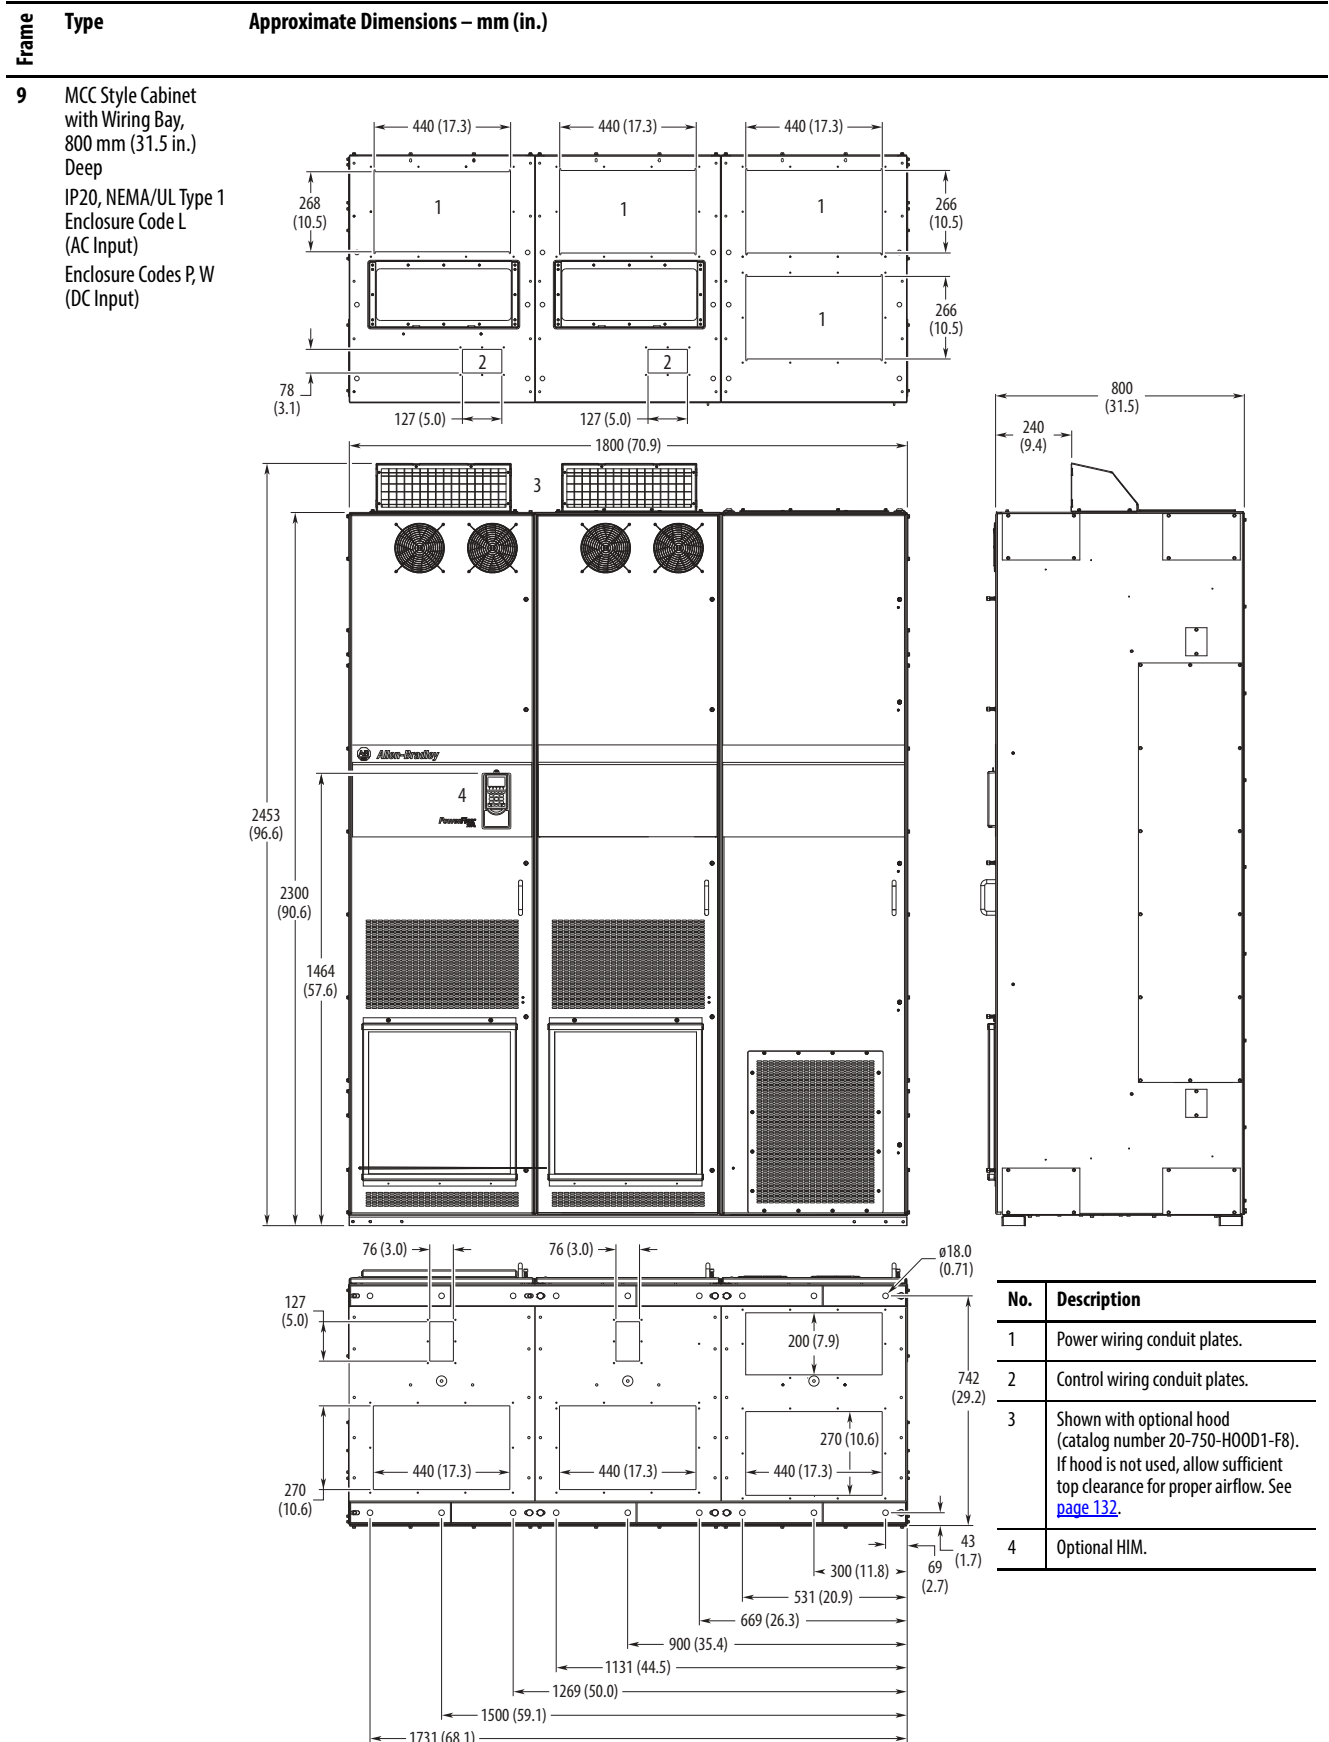 Frame
Type
Approximate Dimensions – mm (in.)
9
MCC Style Cabinet
with Wiring Bay,
800 mm (31.5 in.)
Deep
IP20, NEMA/UL Type 1
Enclosure Code L
(AC Input)
Enclosure Codes P, W
(DC Input)
440 (17.3)
440 (17.3)
440 (17.3)
268
(10.5)
1
1
1
266
(10.5)
1
266
(10.5)
2
2
78
(3.1)
127 (5.0)
127 (5.0)
800
(31.5)
240
(9.4)
1800 (70.9)
3
AB Allen-Bradley
4
PowerFlex
2453
(96.6)
2300
(90.6)
1464
(57.6)
76 (3.0)
76 (3.0)
ø18.0
(0.71)
127
(5.0)
200 (7.9)
742
(29.2)
270 (10.6)
440 (17.3)
440 (17.3)
440 (17.3)
270
(10.6)
43
(1.7)
69
(2.7)
300 (11.8)
531 (20.9)
669 (26.3)
900 (35.4)
1131 (44.5)
1269 (50.0)
1500 (59.1)
1731 (68.1)
No.
Description
1
Power wiring conduit plates.
2
Control wiring conduit plates.
3
Shown with optional hood
(catalog number 20-750-HOOD1-F8).
If hood is not used, allow sufficient
top clearance for proper airflow. See
page 132.
4
Optional HIM.